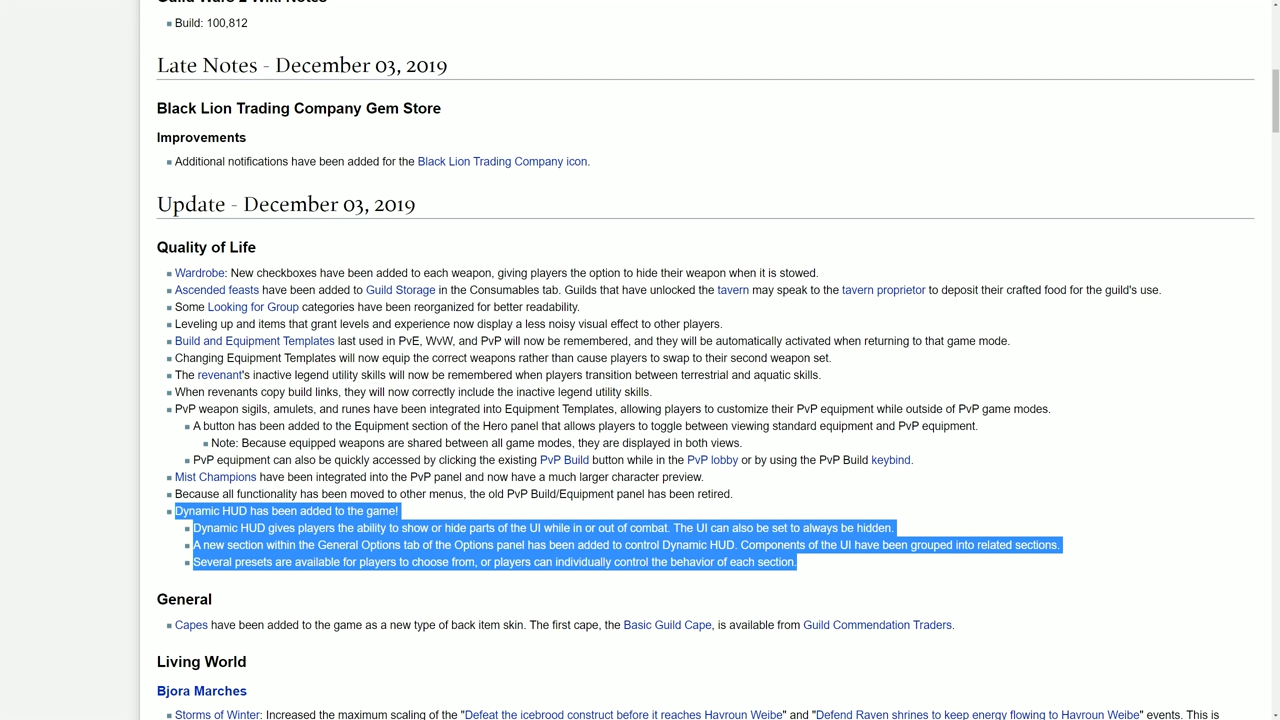 Guild Wars 2 Wiki Notes
Build: 100,812
Late Notes - December 03, 2019
Black Lion Trading Company Gem Store
Improvements
Additional notifications have been added for the Black Lion Trading Company icon.
Update - December 03, 2019
Quality of Life
Wardrobe: New checkboxes have been added to each weapon, giving players the option to hide their weapon when it is stowed.
Ascended feasts have been added to Guild Storage in the Consumables tab. Guilds that have unlocked the tavern may speak to the tavern proprietor to deposit their crafted food for the guild's use.
Some Looking for Group categories have been reorganized for better readability.
Leveling up and items that grant levels and experience now display a less noisy visual effect to other players.
Build and Equipment Templates last used in PvE, WvW, and PvP will now be remembered, and they will be automatically activated when returning to that game mode.
Changing Equipment Templates will now equip the correct weapons rather than cause players to swap to their second weapon set.
The revenant's inactive legend utility skills will now be remembered when players transition between terrestrial and aquatic skills.
When revenants copy build links, they will now correctly include the inactive legend utility skills.
PvP weapon sigils, amulets, and runes have been integrated into Equipment Templates, allowing players to customize their PvP equipment while outside of PvP game modes.
A button has been added to the Equipment section of the Hero panel that allows players to toggle between viewing standard equipment and PvP equipment.
Note: Because equipped weapons are shared between all game modes, they are displayed in both views.
PvP equipment can also be quickly accessed by clicking the existing PvP Build button while in the PvP lobby or by using the PvP Build keybind.
Mist Champions have been integrated into the PvP panel and now have a much larger character preview.
Because all functionality has been moved to other menus, the old PvP Build/Equipment panel has been retired.
Dynamic HUD has been added to the game!
Dynamic HUD gives players the ability to show or hide parts of the UI while in or out of combat. The UI can also be set to always be hidden.
A new section within the General Options tab of the Options panel has been added to control Dynamic HUD. Components of the UI have been grouped into related sections.
Several presets are available for players to choose from, or players can individually control the behavior of each section.
General
Capes have been added to the game as a new type of back item skin. The first cape, the Basic Guild Cape, is available from Guild Commendation Traders.
Living World
Bjora Marches
Storms of Winter: Increased the maximum scaling of the "Defeat the icebrood construct before it reaches Havroun Weibe" and "Defend Raven shrines to keep energy flowing to Havroun Weibe" events. This is